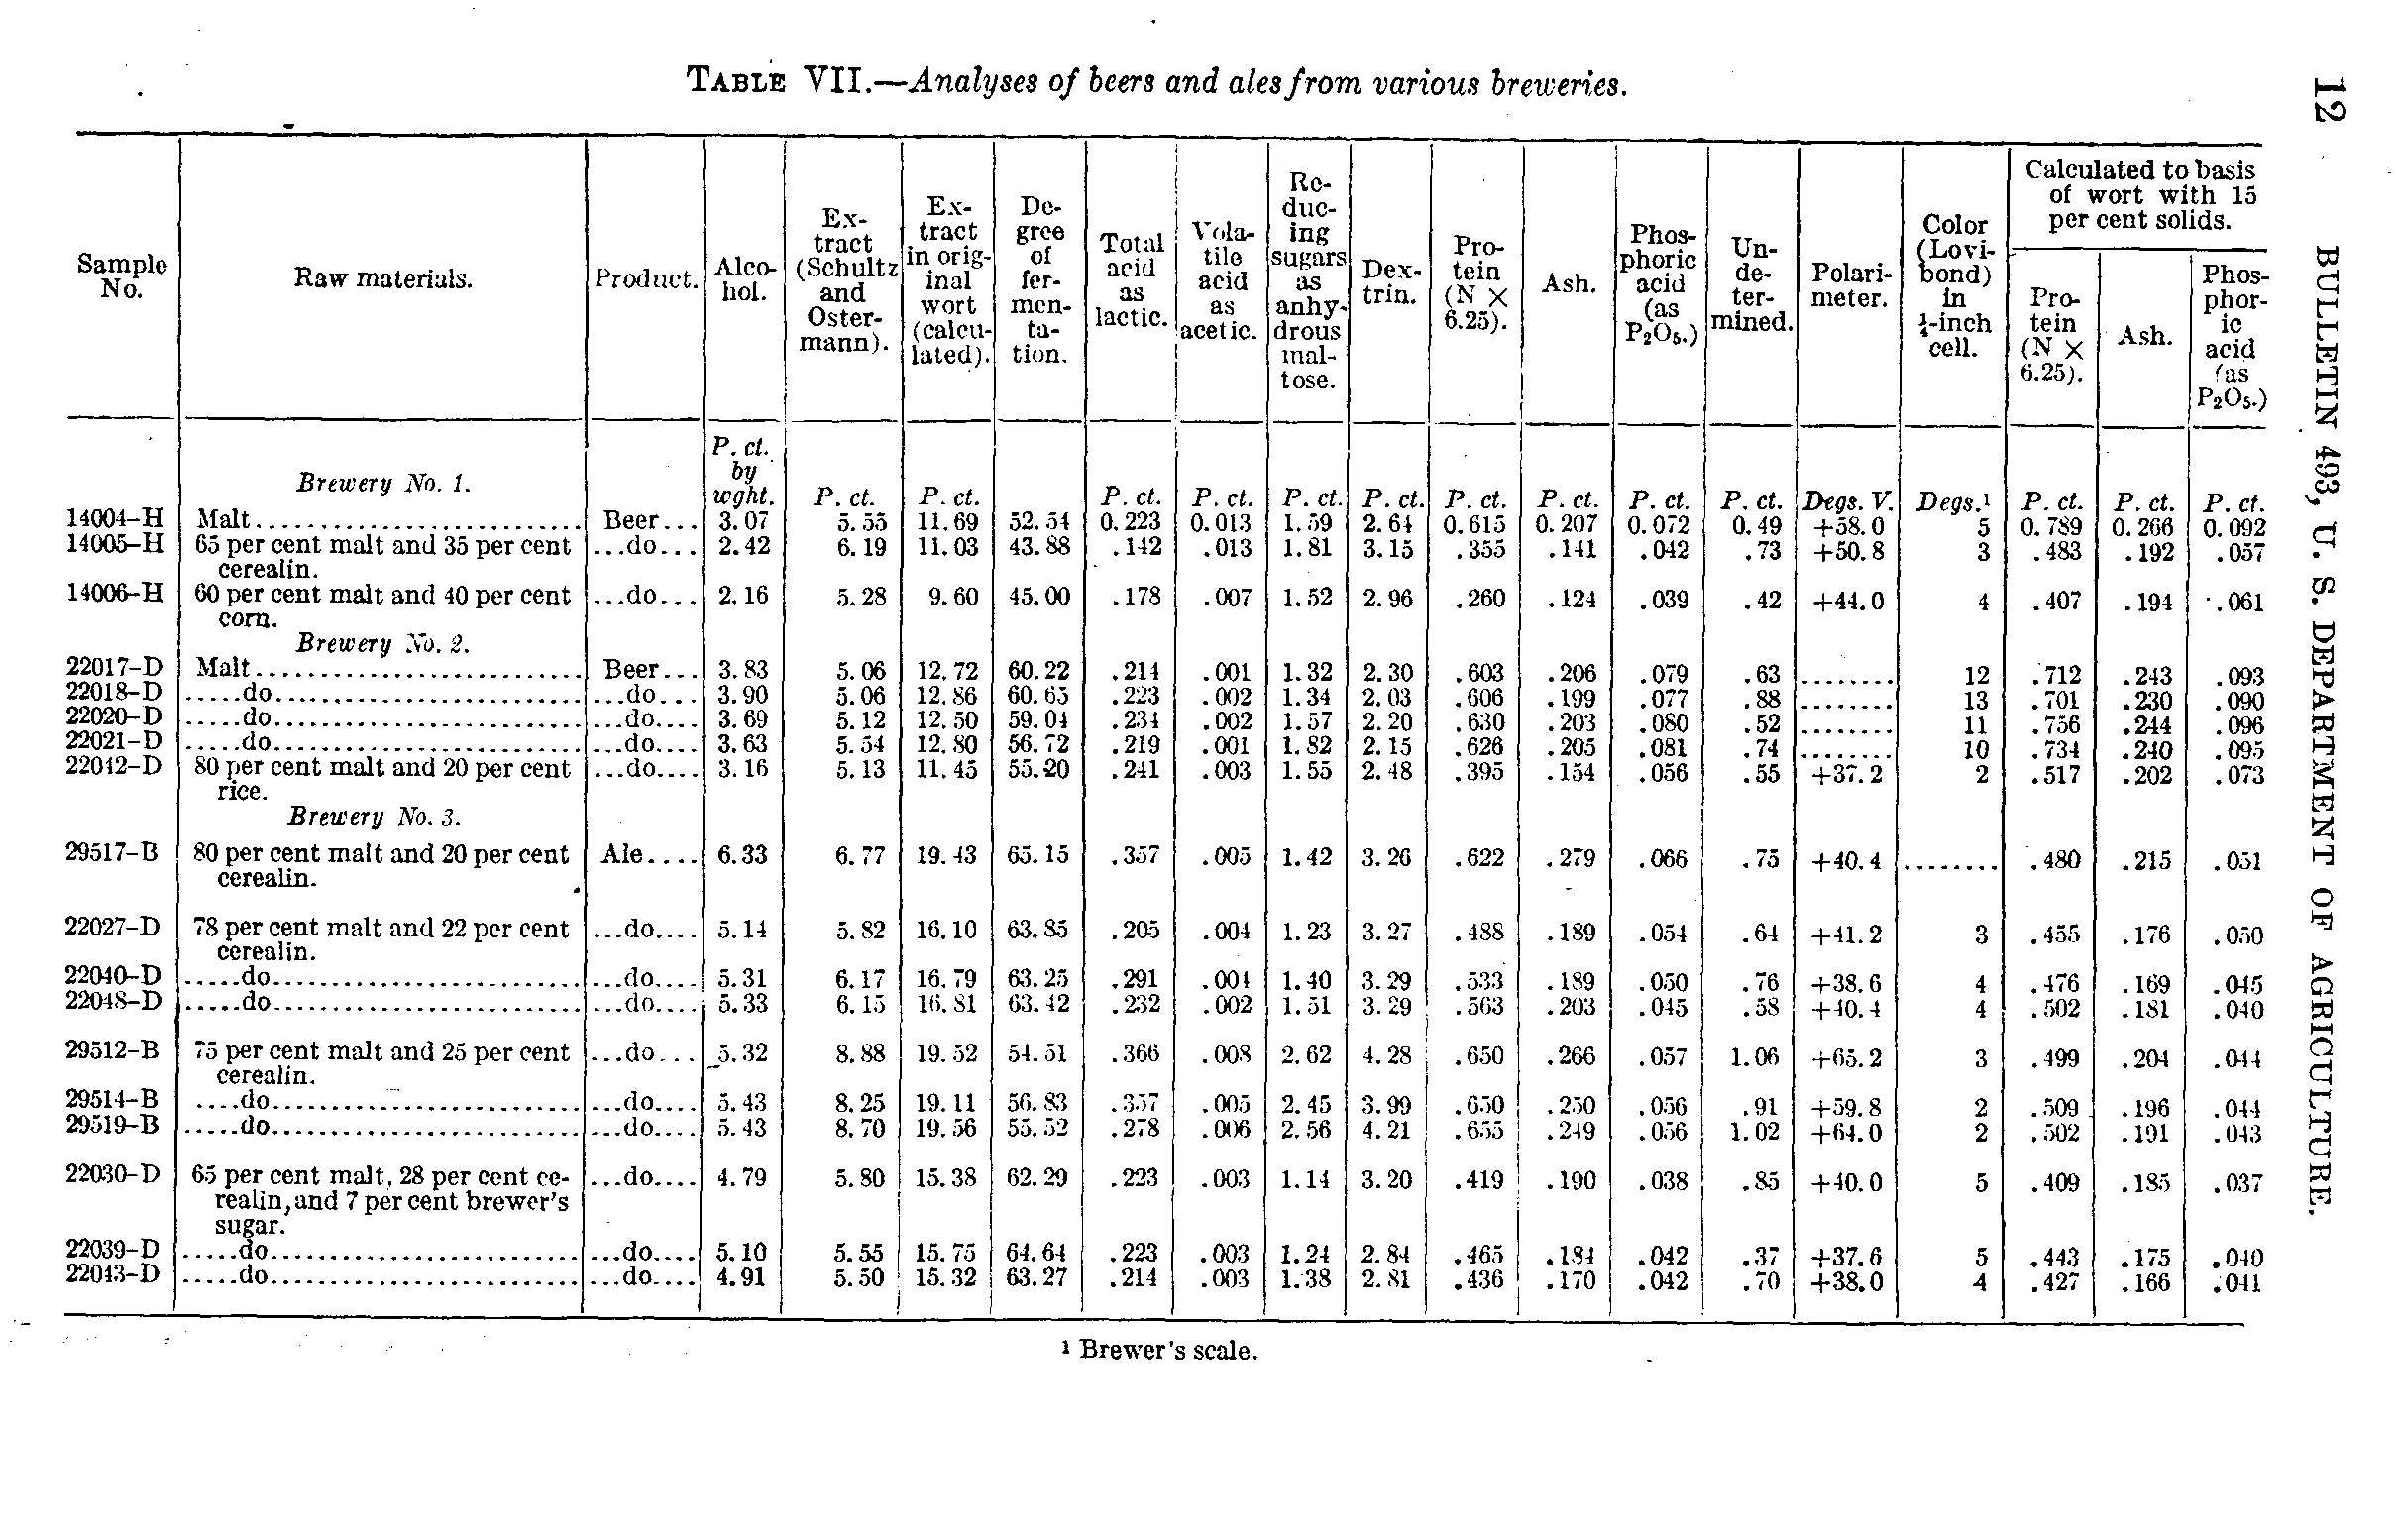 TABLE VII.—Analyses of beers and ales from various breweries.
12 BULLETIN 493, U. S. DEPARTMENT OF AGRICULTURE.
Sample No. | Raw materials. | Product. | Alcohol. | Extract (Schultz and Ostermann). | Extract in original wort (calculated). | Degree of fermentation. | Total acid as lactic. | Volatile acid as acetic. | Reducing sugars as anhydrous maltose. | Dextrin. | Protein (N × 6.25). | Ash. | Phosphoric acid (as P2O5.) | Undetermined. | Polarimeter. | Color (Lovibond) in ¼-inch cell. | Calculated to basis of wort with 15 per cent solids. Protein (N × 6.25). | Ash. | Phosphoric acid (as P2O5.)
P. ct. by wght. | P. ct. | P. ct. | P. ct. | P. ct. | P. ct. | P. ct. | P. ct. | P. ct. | P. ct. | P. ct. | Degs. V. | Degs.¹ | P. ct. | P. ct. | P. ct.
Brewery No. 1.
14004-H Malt Beer... 3.07 5.55 11.69 52.54 0.223 0.013 1.59 2.64 0.615 0.207 0.072 0.49 +58.0 5 0.789 0.266 0.092
14005-H 65 per cent malt and 35 per cent ...do... 2.42 6.19 11.03 43.88 .142 .013 1.81 3.15 .355 .141 .042 .73 +50.8 3 .483 .192 .057
cerealin.
14006-H 60 per cent malt and 40 per cent ...do... 2.16 5.28 9.60 45.00 .178 .007 1.52 2.96 .260 .124 .039 .42 +44.0 4 .407 .194 .061
corn.
Brewery No. 2.
22017-D Malt Beer... 3.83 5.06 12.72 60.22 .214 .001 1.32 2.30 .603 .206 .079 .63 ........ 12 .712 .243 .093
22018-D .....do ...do... 3.90 5.06 12.86 60.65 .223 .002 1.34 2.03 .606 .199 .077 .88 ........ 13 .701 .230 .090
22020-D .....do ...do.... 3.69 5.12 12.50 59.04 .234 .002 1.57 2.20 .630 .203 .080 .52 ........ 11 .756 .244 .096
22021-D .....do ...do.... 3.63 5.54 12.80 56.72 .219 .001 1.82 2.15 .626 .205 .081 .74 ........ 10 .734 .240 .095
22042-D 80 per cent malt and 20 per cent ...do.... 3.16 5.13 11.45 55.20 .241 .003 1.55 2.48 .395 .154 .056 .55 +37.2 2 .517 .202 .073
rice.
Brewery No. 3.
29517-B 80 per cent malt and 20 per cent Ale.... 6.33 6.77 19.43 65.15 .357 .005 1.42 3.26 .622 .279 .066 .75 +40.4 ........ .480 .215 .051
cerealin.
22027-D 78 per cent malt and 22 per cent ...do.... 5.14 5.82 16.10 63.85 .205 .004 1.23 3.27 .488 .189 .054 .64 +41.2 3 .455 .176 .050
cerealin.
22040-D .....do ...do.... 5.31 6.17 16.79 63.25 .291 .004 1.40 3.29 .533 .189 .050 .76 +38.6 4 .476 .169 .045
22048-D .....do ...do.... 5.33 6.15 16.81 63.42 .232 .002 1.51 3.29 .563 .203 .045 .58 +40.4 4 .502 .181 .040
29512-B 75 per cent malt and 25 per cent ...do... 5.32 8.88 19.52 54.51 .366 .008 2.62 4.28 .650 .266 .057 1.06 +65.2 3 .499 .204 .044
cerealin.
29514-B ....do ...do.... 5.43 8.25 19.11 56.83 .357 .005 2.45 3.99 .650 .250 .056 .91 +59.8 2 .509 .196 .044
29519-B .....do ...do.... 5.43 8.70 19.56 55.52 .278 .006 2.56 4.21 .655 .249 .056 1.02 +64.0 2 .502 .191 .043
22030-D 65 per cent malt, 28 per cent ce- ...do.... 4.79 5.80 15.38 62.29 .223 .003 1.14 3.20 .419 .190 .038 .85 +40.0 5 .409 .185 .037
realin, and 7 per cent brewer's
sugar.
22039-D .....do ...do.... 5.10 5.55 15.75 64.64 .223 .003 1.24 2.84 .465 .184 .042 .37 +37.6 5 .443 .175 .040
22043-D .....do ...do.... 4.91 5.50 15.32 63.27 .214 .003 1.38 2.81 .436 .170 .042 .70 +38.0 4 .427 .166 .041
¹ Brewer's scale.